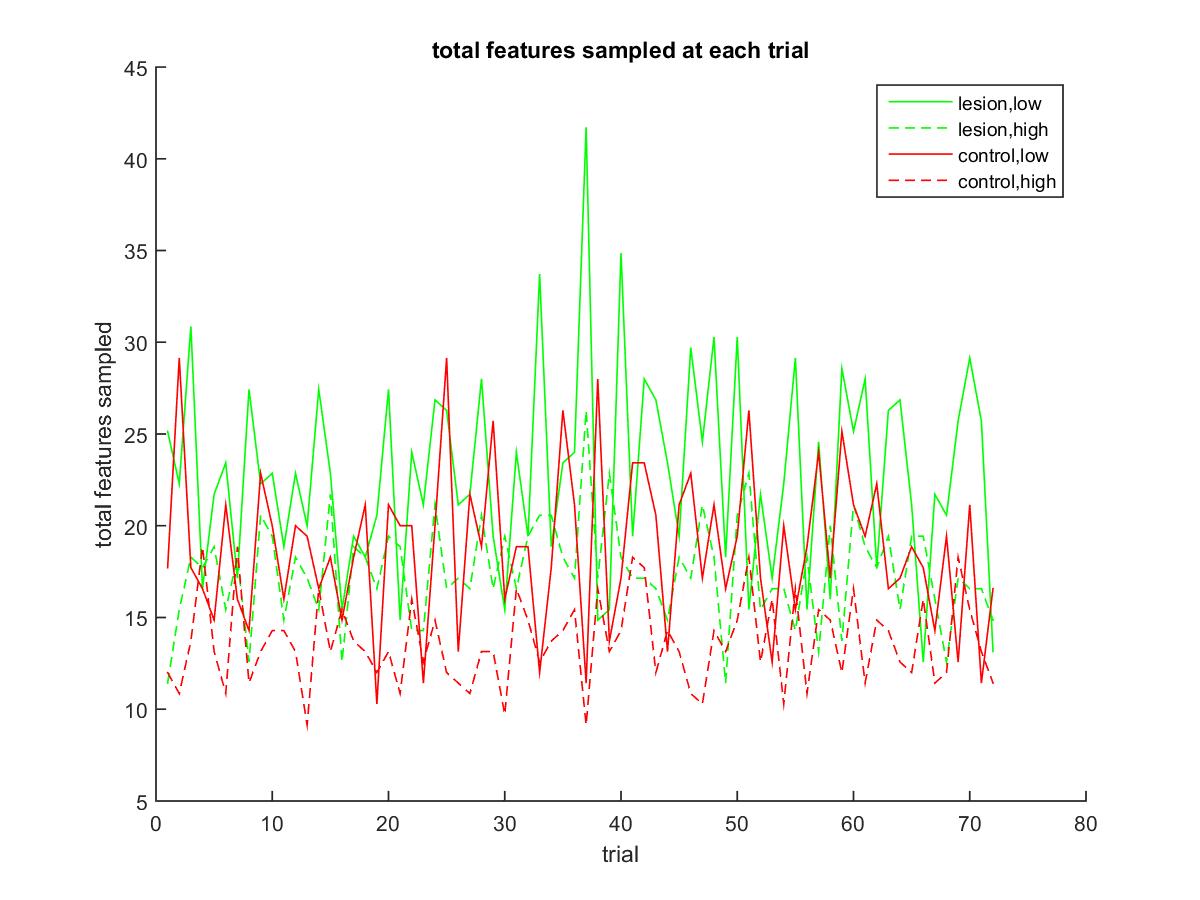 total features sampled at each trial
45
40
35
30
25
20
15
10
5
total features sampled
lesion,low
lesion,high
control,low
control,high
0 10 20 30 40 50 60 70 80
trial